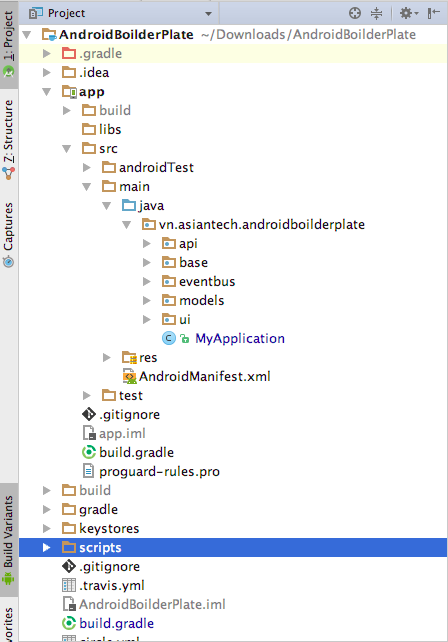 Project
AndroidBoilderPlate ~/Downloads/AndroidBoilderPlate
.gradle
.idea
app
build
libs
src
androidTest
main
java
vn.asiantech.androidboilderplate
api
base
eventbus
models
ui
C MyApplication
res
AndroidManifest.xml
test
.gitignore
app.iml
build.gradle
proguard-rules.pro
build
gradle
keystores
scripts
.gitignore
.travis.yml
AndroidBoilderPlate.iml
build.gradle
circle.yml
1: Project
Z: Structure
Captures
Build Variants
vorites